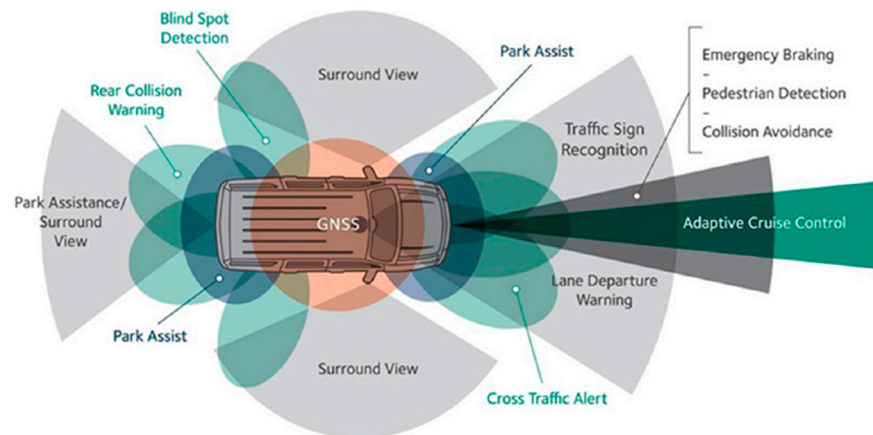 Blind Spot
Detection
Surround View
Park Assist
Emergency Braking
–
Pedestrian Detection
–
Collision Avoidance
Rear Collision
Warning
Traffic Sign
Recognition
Park Assistance/
Surround
View
GNSS
Adaptive Cruise Control
Lane Departure
Warning
Park Assist
Surround View
Cross Traffic Alert